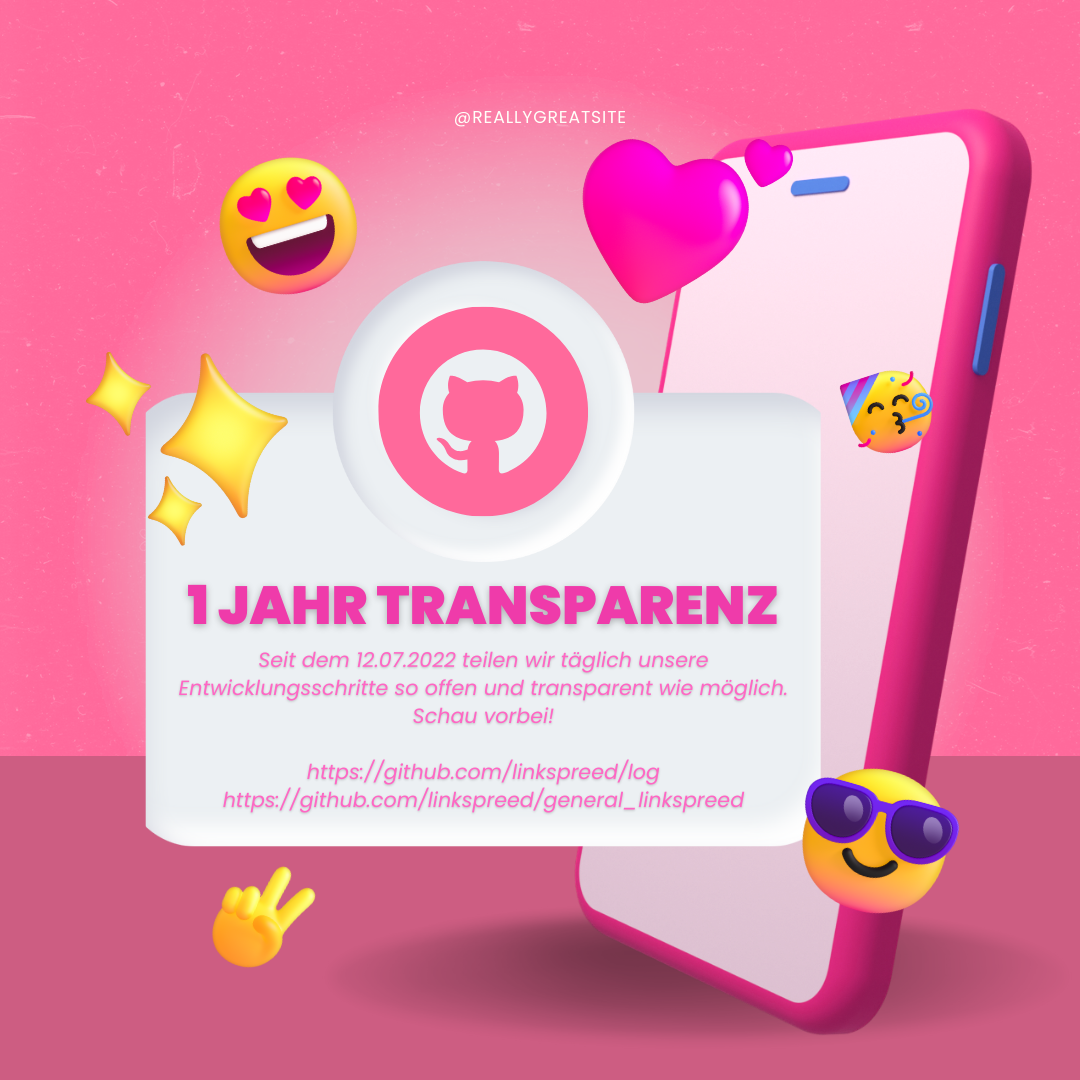 @REALLYGREATSITE
1 JAHR TRANSPARENZ
Seit dem 12.07.2022 teilen wir täglich unsere
Entwicklungsschritte so offen und transparent wie möglich.
Schau vorbei!
https://github.com/linkspreed/log
https://github.com/linkspreed/general_linkspreed